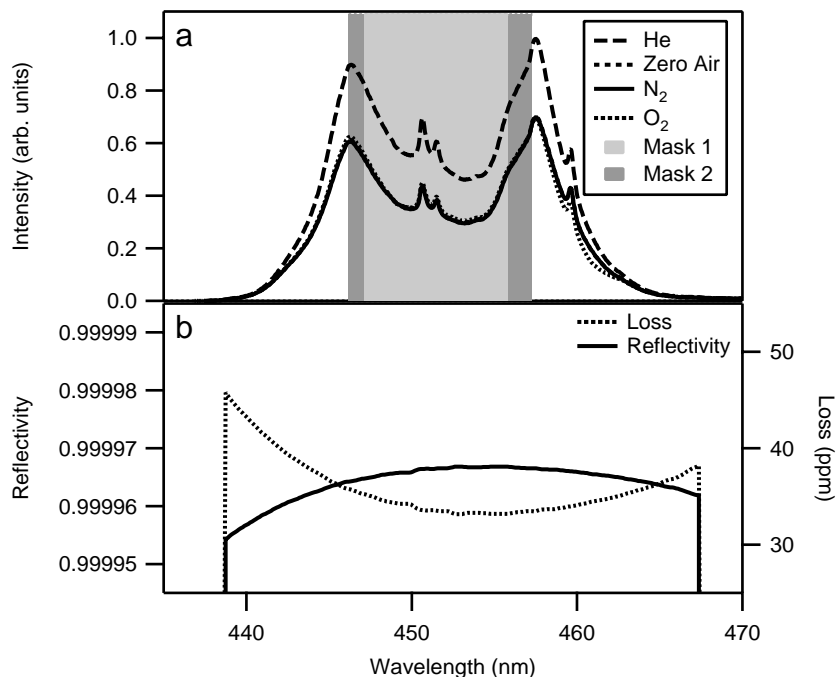 a
1.0
0.8
0.6
0.4
0.2
0.0
Intensity (arb. units)
He
Zero Air
N₂
O₂
Mask 1
Mask 2
b
0.99999
0.99998
0.99997
0.99996
0.99995
Reflectivity
Loss
Reflectivity
50
40
30
Loss (ppm)
440
450
460
470
Wavelength (nm)